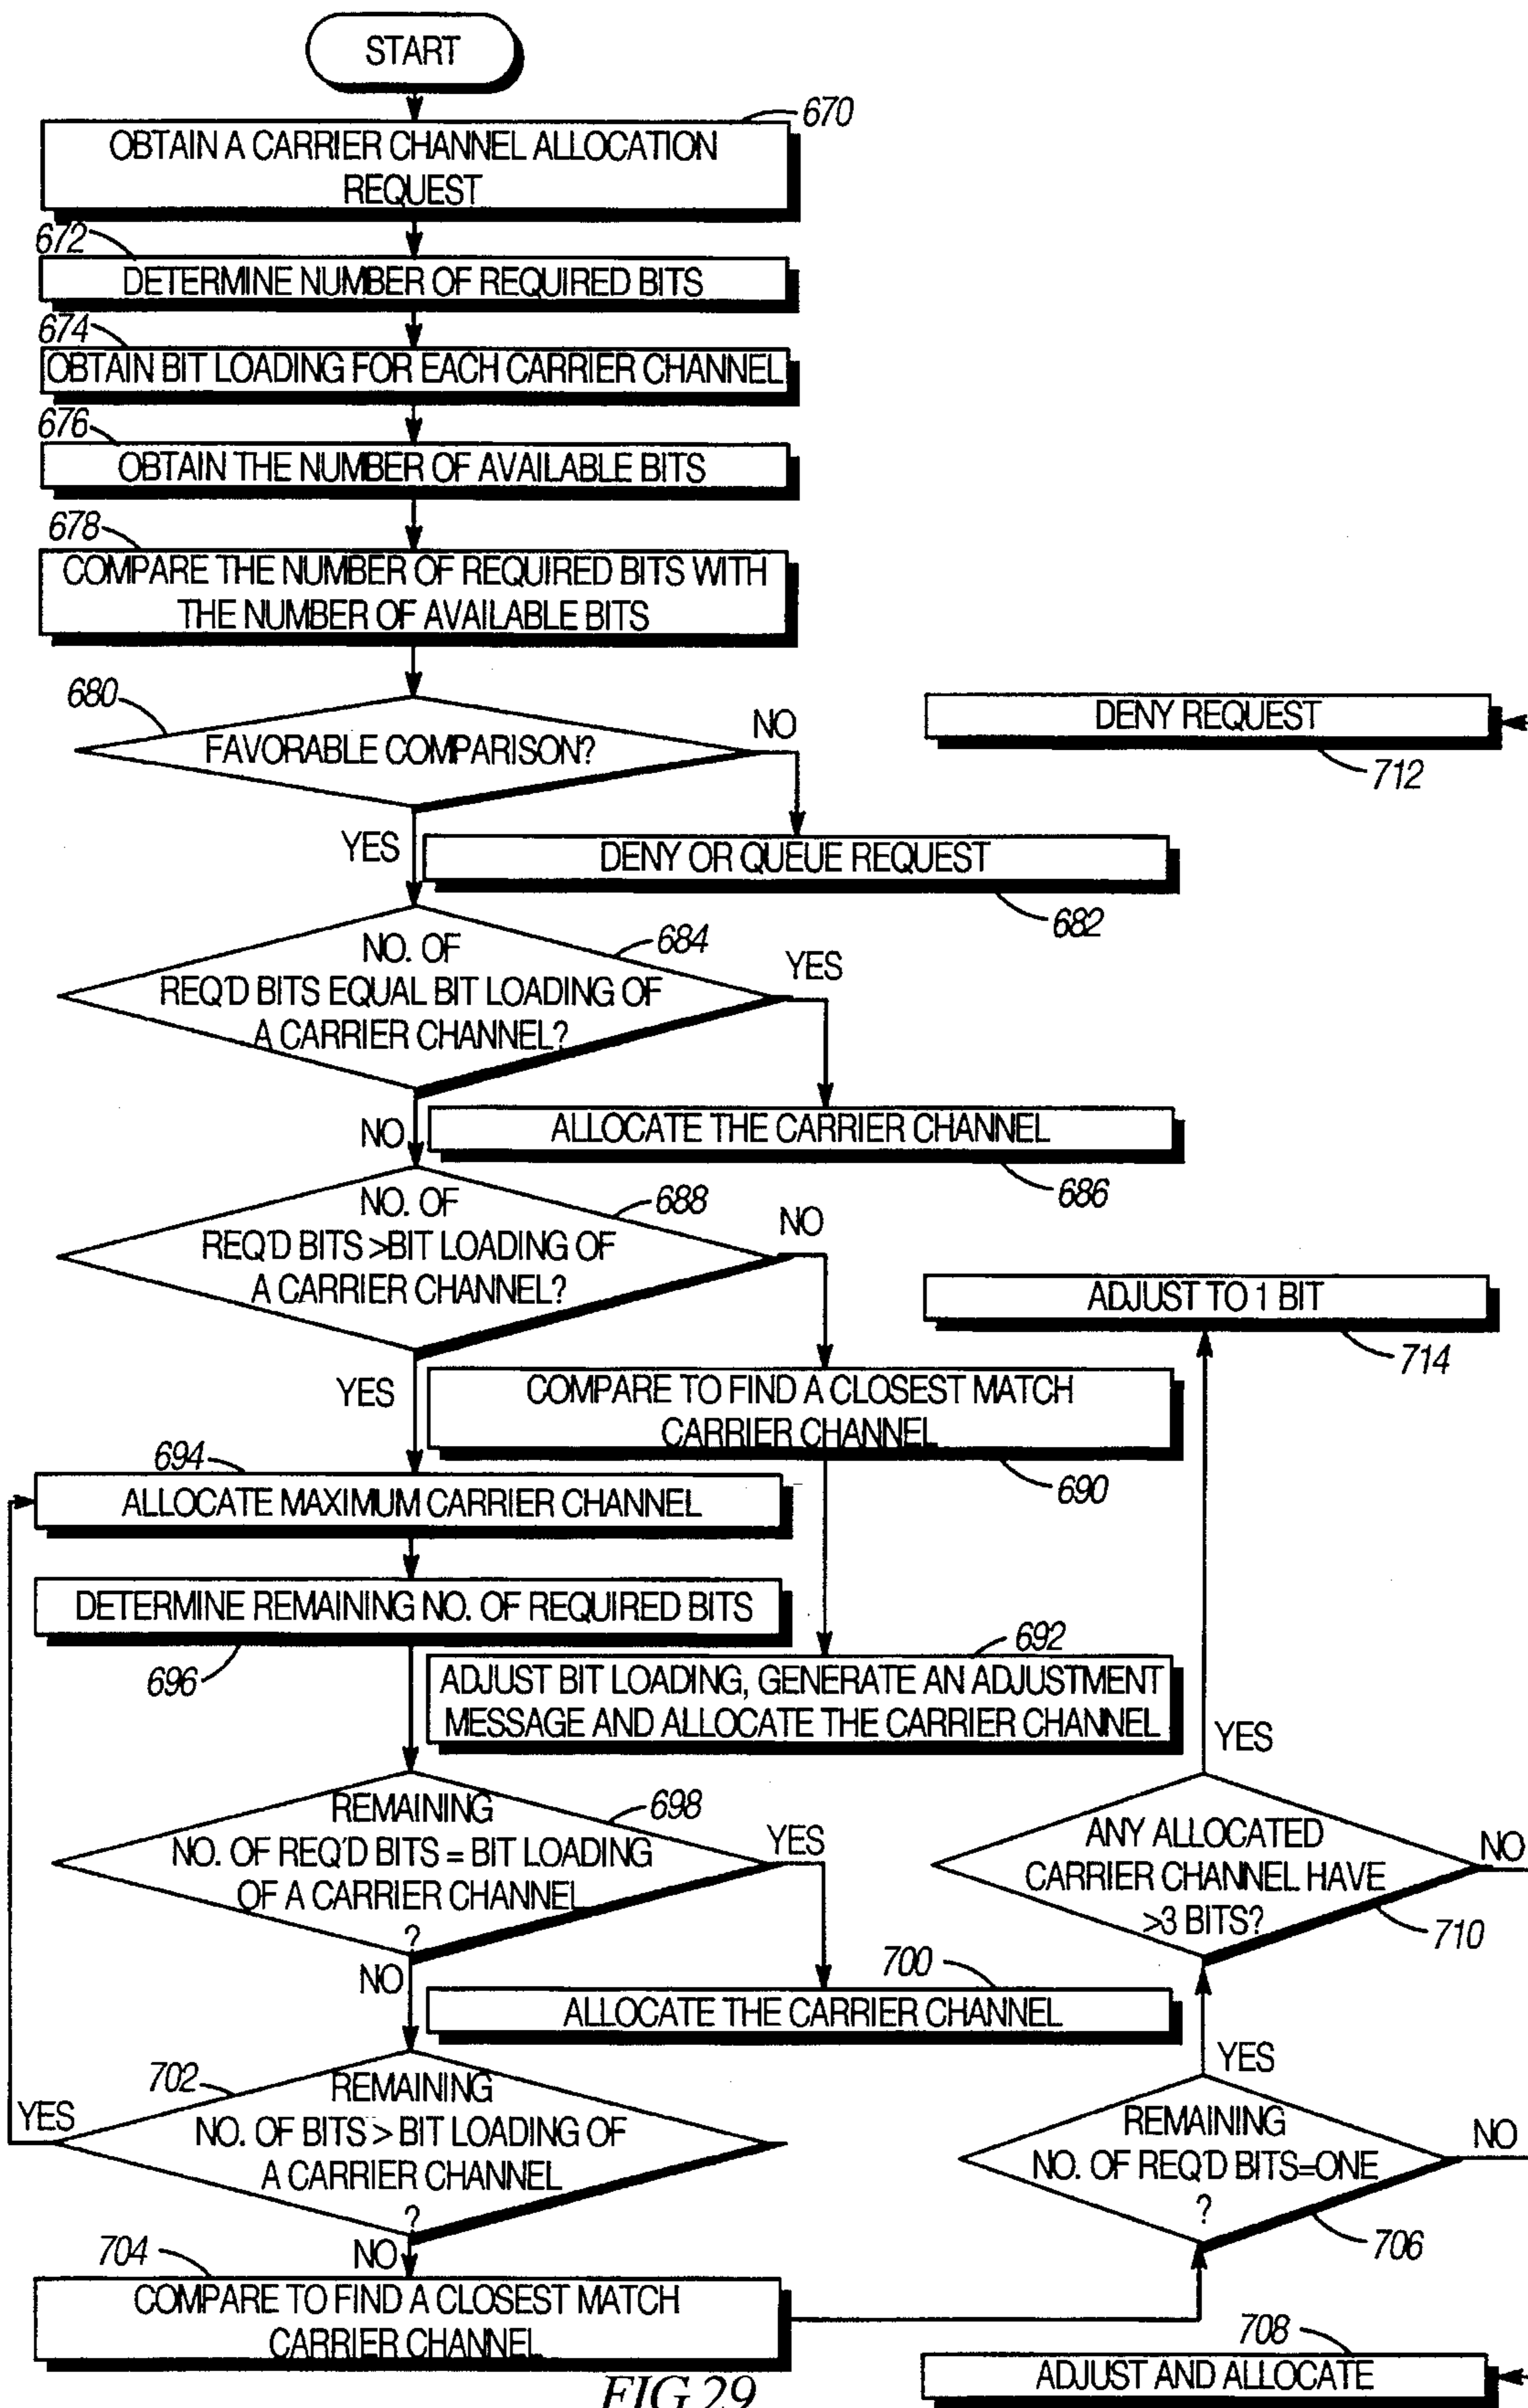 START
670
OBTAIN A CARRIER CHANNEL ALLOCATION
REQUEST
672
DETERMINE NUMBER OF REQUIRED BITS
674
OBTAIN BIT LOADING FOR EACH CARRIER CHANNEL
676
OBTAIN THE NUMBER OF AVAILABLE BITS
678
COMPARE THE NUMBER OF REQUIRED BITS WITH
THE NUMBER OF AVAILABLE BITS
680
FAVORABLE COMPARISON?
NO
YES
DENY OR QUEUE REQUEST
682
NO. OF
REQ'D BITS EQUAL BIT LOADING OF
A CARRIER CHANNEL?
684
YES
NO
ALLOCATE THE CARRIER CHANNEL
686
NO. OF
REQ'D BITS >BIT LOADING OF
A CARRIER CHANNEL?
688
NO
YES
COMPARE TO FIND A CLOSEST MATCH
CARRIER CHANNEL
690
694
ALLOCATE MAXIMUM CARRIER CHANNEL
DETERMINE REMAINING NO. OF REQUIRED BITS
696
692
ADJUST BIT LOADING, GENERATE AN ADJUSTMENT
MESSAGE AND ALLOCATE THE CARRIER CHANNEL
REMAINING
NO. OF REQ'D BITS = BIT LOADING
OF A CARRIER CHANNEL
?
698
YES
NO
700
ALLOCATE THE CARRIER CHANNEL
702
REMAINING
NO. OF BITS > BIT LOADING OF
A CARRIER CHANNEL
?
YES
NO
704
COMPARE TO FIND A CLOSEST MATCH
CARRIER CHANNEL
DENY REQUEST
712
ADJUST TO 1 BIT
714
YES
ANY ALLOCATED
CARRIER CHANNEL HAVE
>3 BITS?
NO
710
YES
REMAINING
NO. OF REQ'D BITS=ONE
?
NO
706
708
ADJUST AND ALLOCATE
FIG 29